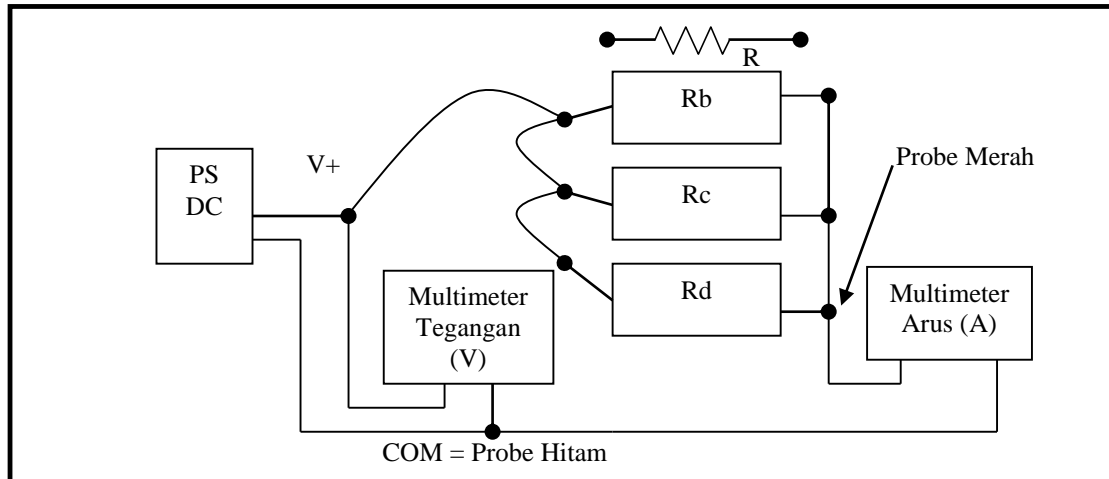 R
Rb
V+
Probe Merah
PS
DC
Rc
Rd
Multimeter
Tegangan
(V)
Multimeter
Arus (A)
COM = Probe Hitam